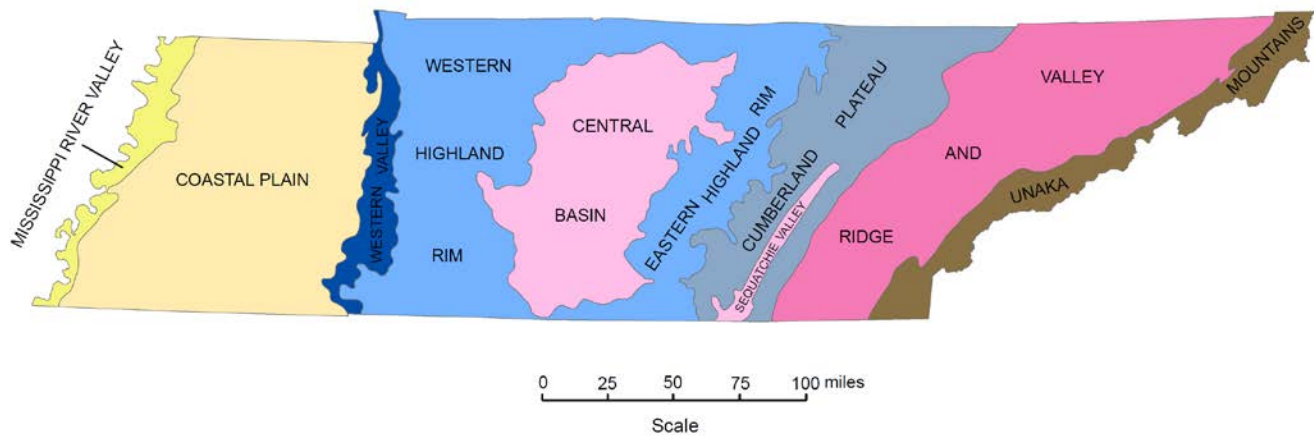 MISSISSIPPI RIVER VALLEY
COASTAL PLAIN
WESTERN VALLEY
WESTERN
HIGHLAND
RIM
CENTRAL
BASIN
EASTERN HIGHLAND RIM
CUMBERLAND PLATEAU
SEQUATCHIE VALLEY
VALLEY
AND
RIDGE
UNAKA MOUNTAINS
0 25 50 75 100 miles
Scale